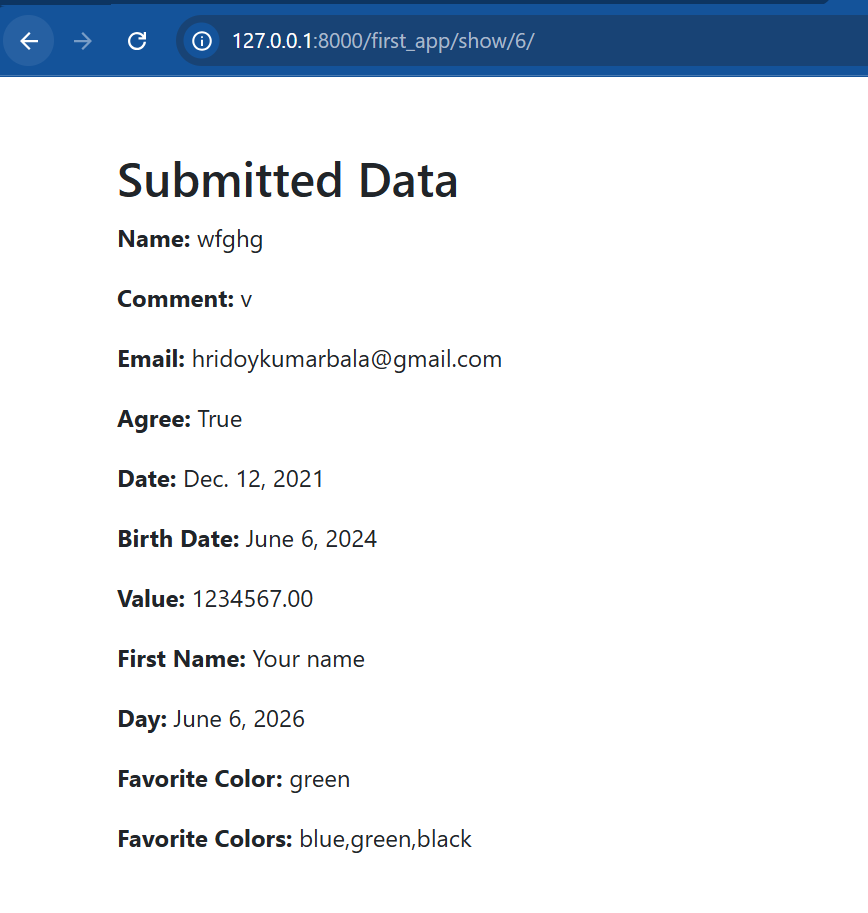 127.0.0.1:8000/first_app/show/6/
Submitted Data
Name: wfghg
Comment: v
Email: hridoykumarbala@gmail.com
Agree: True
Date: Dec. 12, 2021
Birth Date: June 6, 2024
Value: 1234567.00
First Name: Your name
Day: June 6, 2026
Favorite Color: green
Favorite Colors: blue,green,black